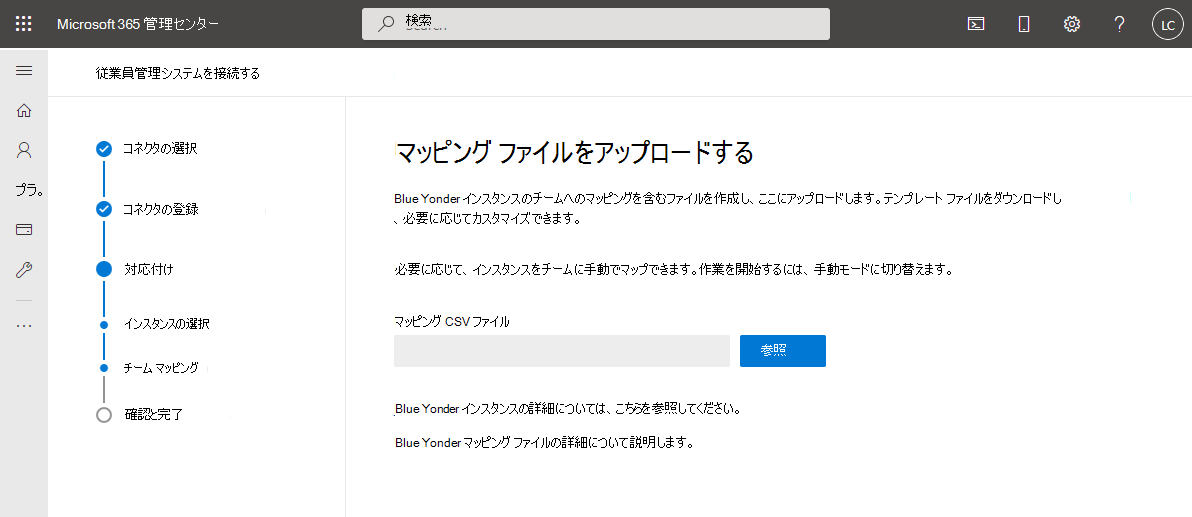 Microsoft 365 管理センター
検索
LC
従業員管理システムを接続する
プラ。
コネクタの選択
コネクタの登録
対応付け
インスタンスの選択
チーム マッピング
確認と完了
マッピング ファイルをアップロードする
Blue Yonder インスタンスのチームへのマッピングを含むファイルを作成し、ここにアップロードします。テンプレート ファイルをダウンロードし
、必要に応じてカスタマイズできます。
必要に応じて、インスタンスをチームに手動でマップできます。作業を開始するには、手動モードに切り替えます。
マッピング CSV ファイル
参照
Blue Yonder インスタンスの詳細については、こちらを参照してください。
Blue Yonder マッピング ファイルの詳細について説明します。